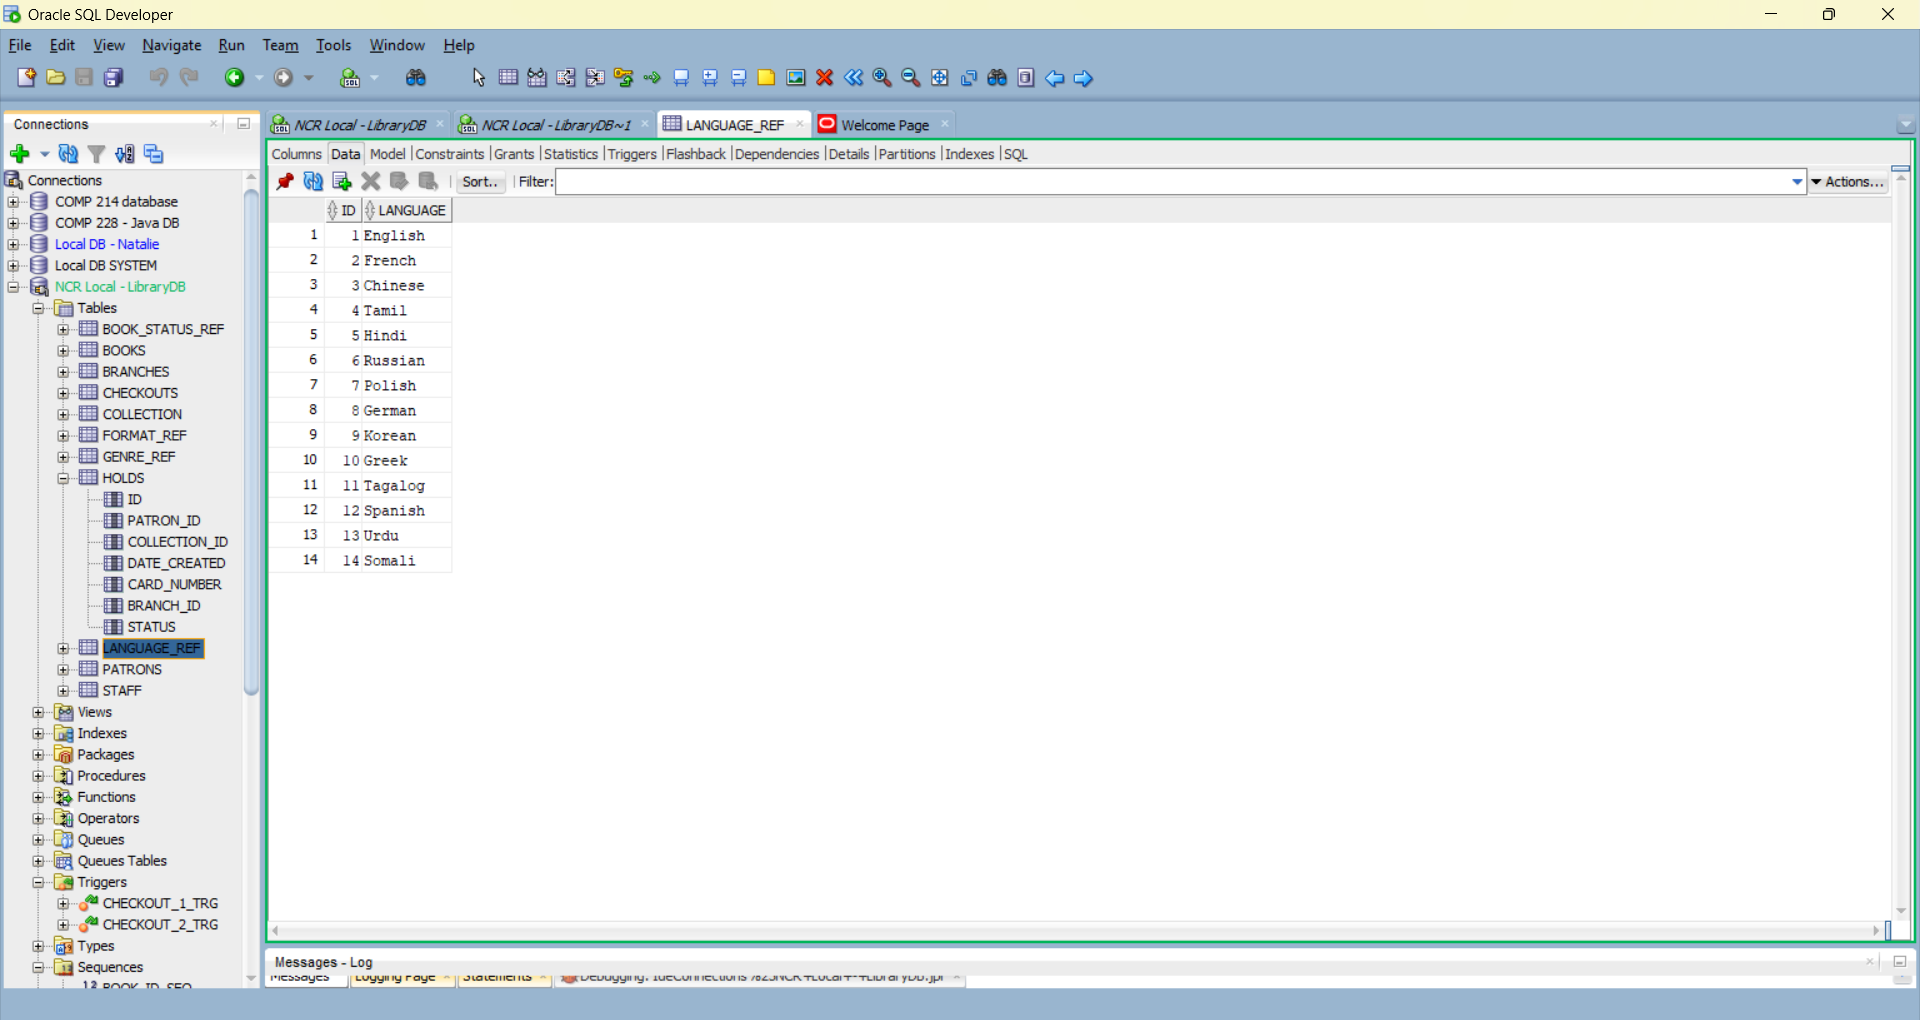 Oracle SQL Developer
File Edit View Navigate Run Team Tools Window Help
Connections
NCR Local - LibraryDB
NCR Local - LibraryDB~1
LANGUAGE_REF
Welcome Page
Columns Data Model Constraints Grants Statistics Triggers Flashback Dependencies Details Partitions Indexes SQL
Sort.. Filter: Actions...
Connections
COMP 214 database
COMP 228 - Java DB
Local DB - Natalie
Local DB SYSTEM
NCR Local - LibraryDB
Tables
BOOK_STATUS_REF
BOOKS
BRANCHES
CHECKOUTS
COLLECTION
FORMAT_REF
GENRE_REF
HOLDS
ID
PATRON_ID
COLLECTION_ID
DATE_CREATED
CARD_NUMBER
BRANCH_ID
STATUS
LANGUAGE_REF
PATRONS
STAFF
Views
Indexes
Packages
Procedures
Functions
Operators
Queues
Queues Tables
Triggers
CHECKOUT_1_TRG
CHECKOUT_2_TRG
Types
Sequences
BOOK_ID_SEQ
ID LANGUAGE
1 1 English
2 2 French
3 3 Chinese
4 4 Tamil
5 5 Hindi
6 6 Russian
7 7 Polish
8 8 German
9 9 Korean
10 10 Greek
11 11 Tagalog
12 12 Spanish
13 13 Urdu
14 14 Somali
Messages - Log
Messages Logging Page Statements Debugging: IdeConnections%23NCR+Local+-+LibraryDB.jpr